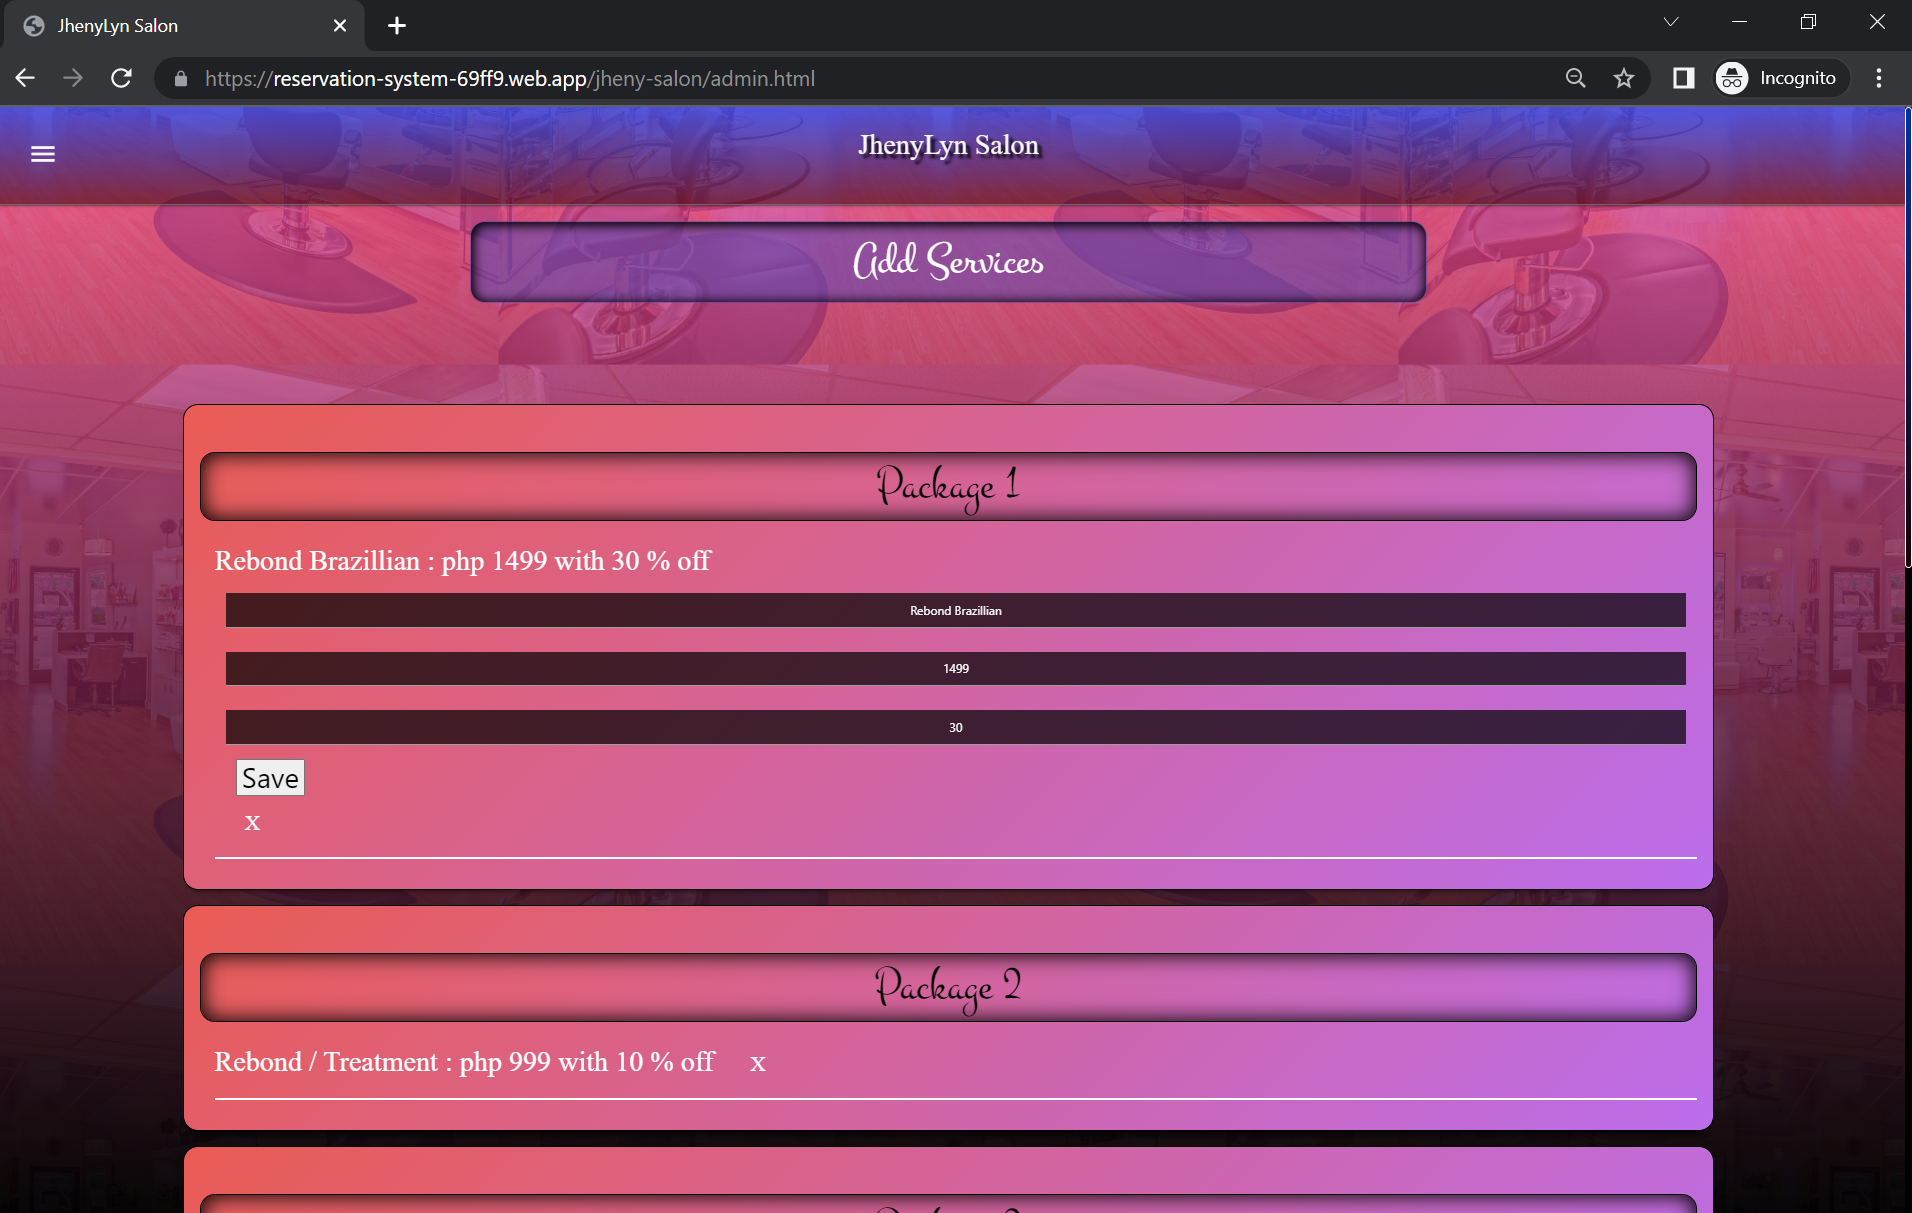 JhenyLyn Salon
https://reservation-system-69ff9.web.app/jheny-salon/admin.html
Incognito
JhenyLyn Salon
Add Services
Package 1
Rebond Brazillian : php 1499 with 30 % off
Rebond Brazillian
1499
30
Save
x
Package 2
Rebond / Treatment : php 999 with 10 % off x